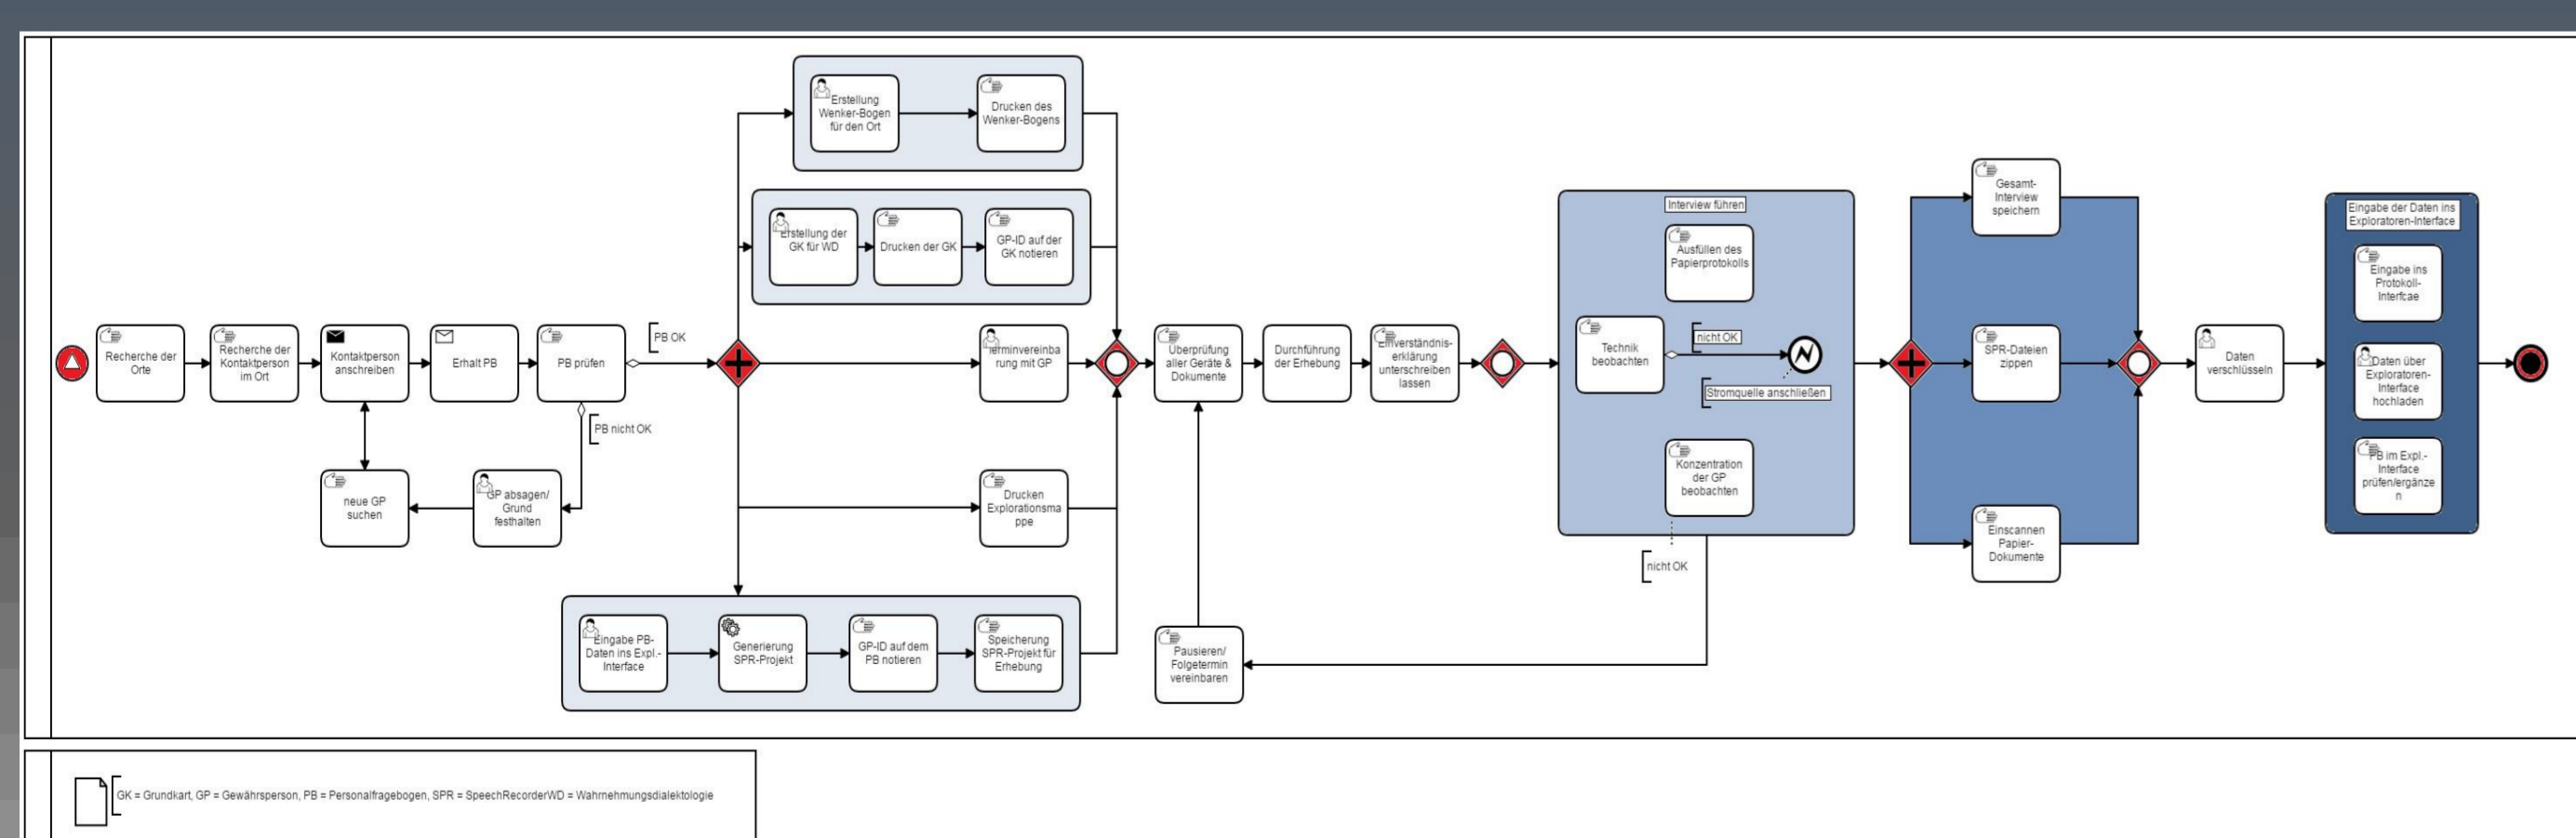 Erstellung
Wenker-Bogen
für den Ort
Drucken des
Wenker-Bogens
Erstellung der
GK für WD
Drucken der GK
GP-ID auf der
GK notieren
Recherche der
Orte
Recherche der
Kontaktperson
im Ort
Kontaktperson
anschreiben
Erhalt PB
PB prüfen
PB OK
PB nicht OK
neue GP
suchen
GP absagen/
Grund
festhalten
Terminvereinba
rung mit GP
Drucken
Explorationsma
ppe
Eingabe PB-
Daten ins Expl.-
Interface
Generierung
SPR-Projekt
GP-ID auf dem
PB notieren
Speicherung
SPR-Projekt für
Erhebung
Überprüfung
aller Geräte &
Dokumente
Durchführung
der Erhebung
Einverständnis-
erklärung
unterschreiben
lassen
Pausieren/
Folgetermin
vereinbaren
Interview führen
Ausfüllen des
Papierprotokolls
Technik
beobachten
nicht OK
Stromquelle anschließen
Konzentration
der GP
beobachten
nicht OK
Gesamt-
Interview
speichern
SPR-Dateien
zippen
Einscannen
Papier-
Dokumente
Daten
verschlüsseln
Eingabe der Daten ins
Exploratoren-Interface
Eingabe ins
Protokoll-
Interfcae
Daten über
Exploratoren-
Interface
hochladen
PB im Expl.-
Interface
prüfen/ergänze
n
GK = Grundkart, GP = Gewährsperson, PB = Personalfragebogen, SPR = SpeechRecorderWD = Wahrnehmungsdialektologie